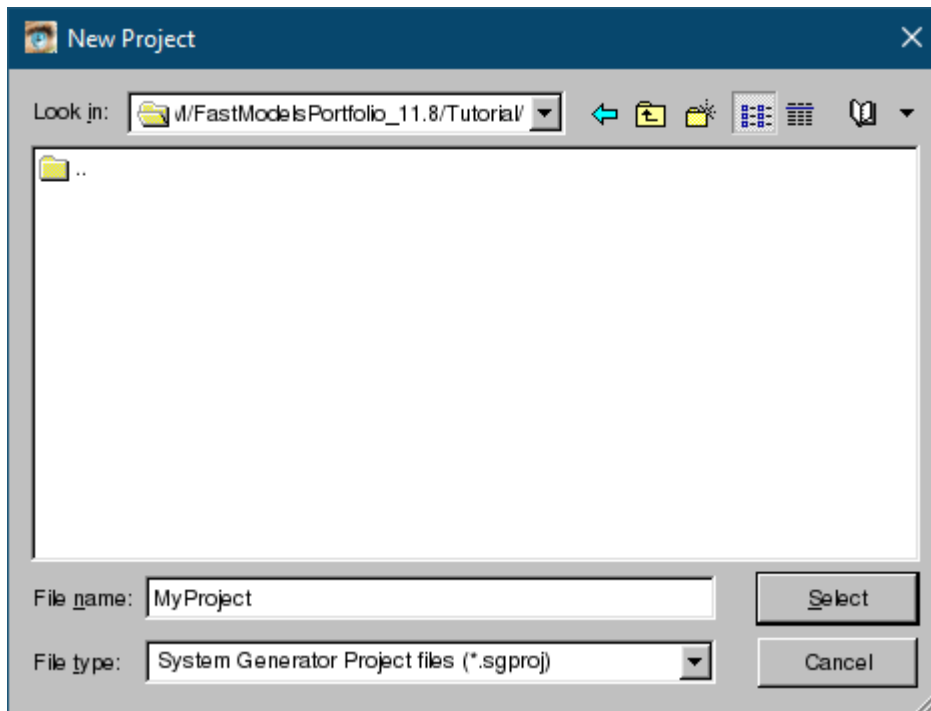 New Project
Look in: M/FastModelsPortfolio_11.8/Tutorial/
..
File name: MyProject Select
File type: System Generator Project files (*.sgproj) Cancel